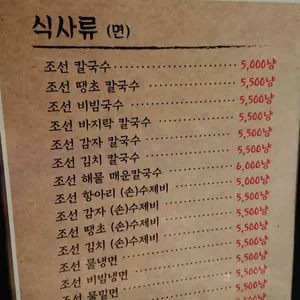 식사류 (면)
조선 칼국수 5,000냥
조선 땡초 칼국수 5,500냥
조선 비빔국수 5,500냥
조선 바지락 칼국수 5,500냥
조선 감자 칼국수 5,500냥
조선 김치 칼국수 5,500냥
조선 해물 매운칼국수 6,000냥
조선 항아리 (손)수제비 5,000냥
조선 감자 (손)수제비 5,500냥
조선 땡초 (손)수제비 5,500냥
조선 김치 (손)수제비 5,500냥
조선 물냉면 5,000냥
조선 비빔냉면 5,500냥
조선 물밀면 5,000냥